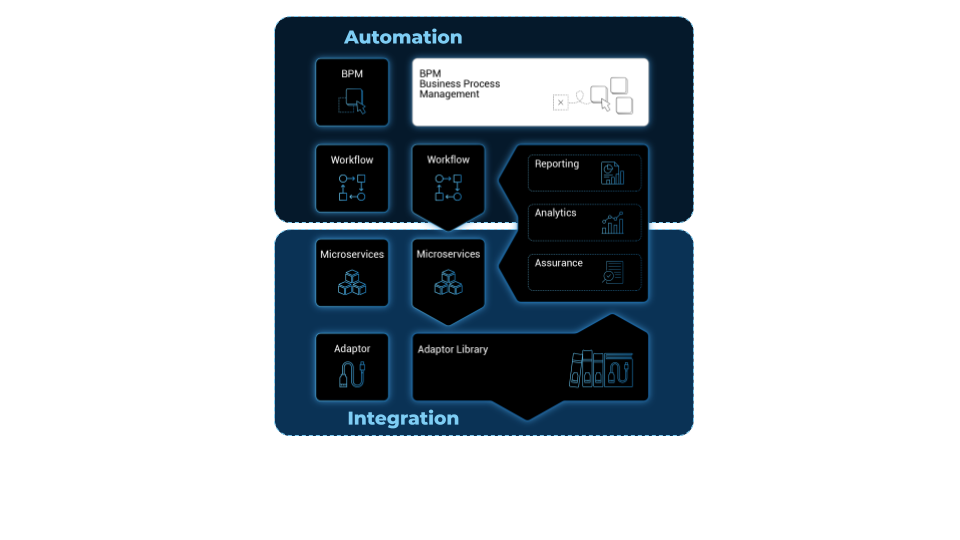 Automation
BPM
BPM
Business Process
Management
Workflow
Workflow
Reporting
Analytics
Assurance
Microservices
Microservices
Adaptor
Adaptor Library
Integration